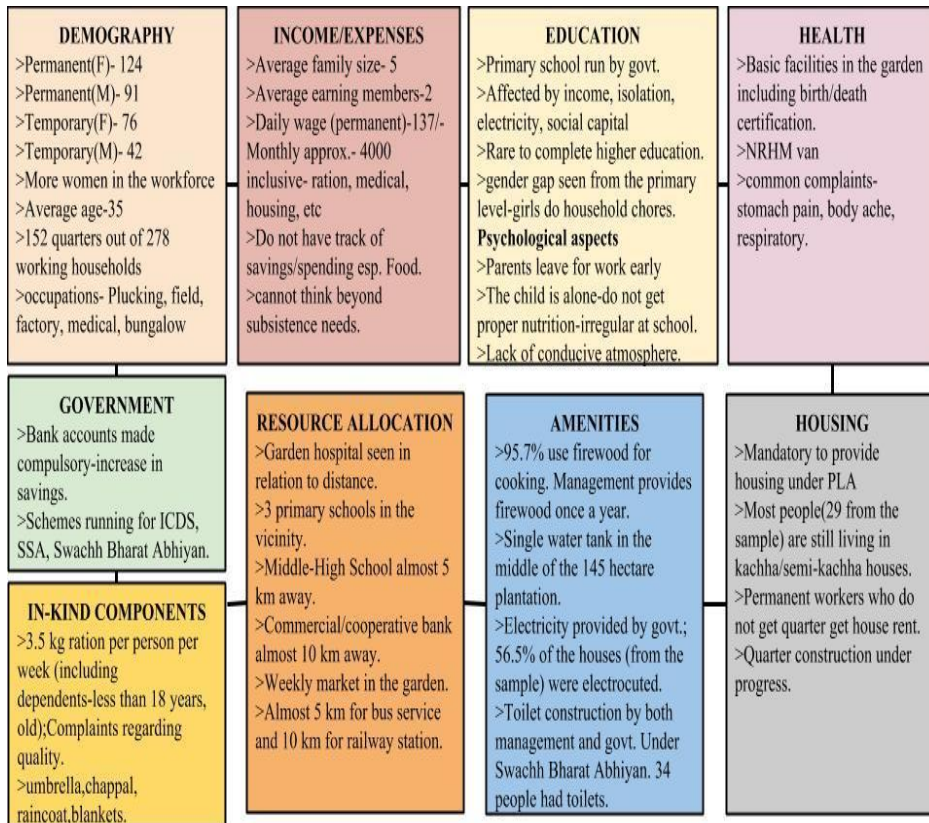 DEMOGRAPHY
>Permanent(F)- 124
>Permanent(M)- 91
>Temporary(F)- 76
>Temporary(M)- 42
>More women in the workforce
>Average age-35
>152 quarters out of 278
working households
>occupations- Plucking, field,
factory, medical, bungalow
INCOME/EXPENSES
>Average family size- 5
>Average earning members-2
>Daily wage (permanent)-137/-
Monthly approx.- 4000
inclusive- ration, medical,
housing, etc
>Do not have track of
savings/spending esp. Food.
>cannot think beyond
subsistence needs.
EDUCATION
>Primary school run by govt.
>Affected by income, isolation,
electricity, social capital
>Rare to complete higher education.
>gender gap seen from the primary
level-girls do household chores.
Psychological aspects
>Parents leave for work early
>The child is alone-do not get
proper nutrition-irregular at school.
>Lack of conducive atmosphere.
HEALTH
>Basic facilities in the garden
including birth/death
certification.
>NRHM van
>common complaints-
stomach pain, body ache,
respiratory.
GOVERNMENT
>Bank accounts made
compulsory-increase in
savings.
>Schemes running for ICDS,
SSA, Swachh Bharat Abhiyan.
IN-KIND COMPONENTS
>3.5 kg ration per person per
week (including
dependents-less than 18 years,
old);Complaints regarding
quality.
>umbrella,chappal,
raincoat,blankets.
RESOURCE ALLOCATION
>Garden hospital seen in
relation to distance.
>3 primary schools in the
vicinity.
>Middle-High School almost 5
km away.
>Commercial/cooperative bank
almost 10 km away.
>Weekly market in the garden.
>Almost 5 km for bus service
and 10 km for railway station.
AMENITIES
>95.7% use firewood for
cooking. Management provides
firewood once a year.
>Single water tank in the
middle of the 145 hectare
plantation.
>Electricity provided by govt.;
56.5% of the houses (from the
sample) were electrocuted.
>Toilet construction by both
management and govt. Under
Swachh Bharat Abhiyan. 34
people had toilets.
HOUSING
>Mandatory to provide
housing under PLA
>Most people(29 from the
sample) are still living in
kachha/semi-kachha houses.
>Permanent workers who do
not get quarter get house rent.
>Quarter construction under
progress.